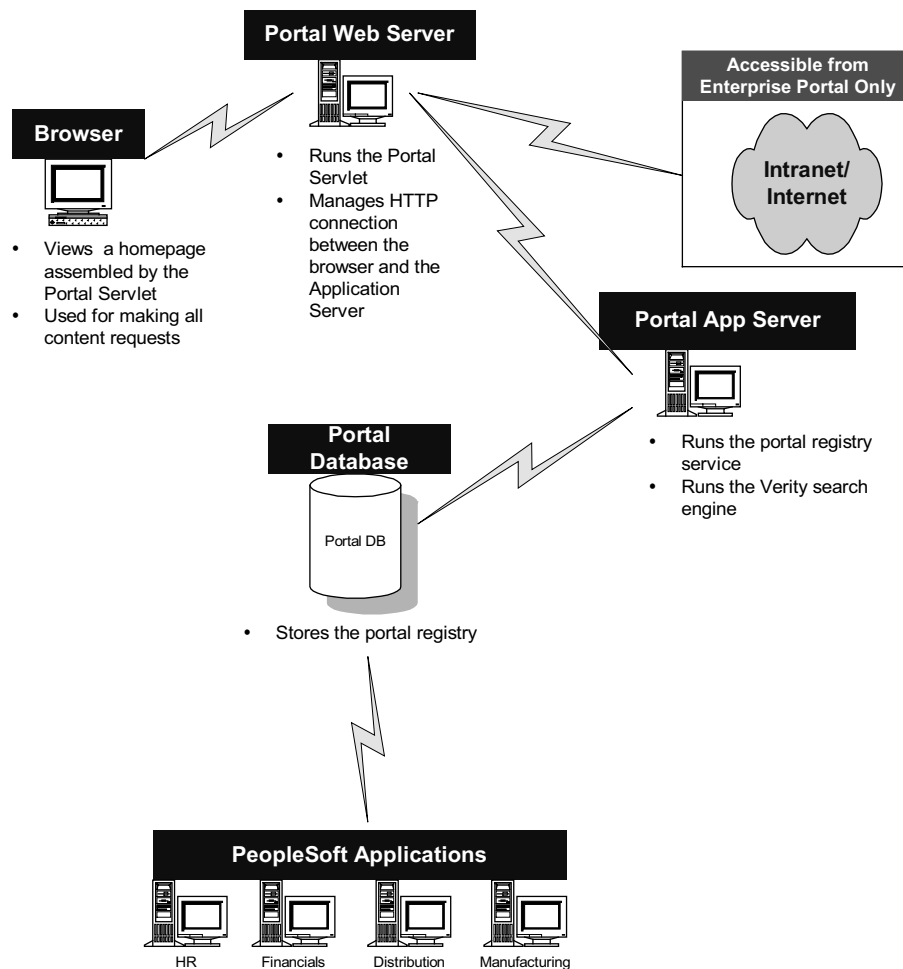 Portal Web Server
Accessible from
Enterprise Portal Only
Intranet/
Internet
Browser
• Runs the Portal
Servlet
• Manages HTTP
connection
between the
browser and the
Application
Server
• Views a homepage
assembled by the
Portal Servlet
• Used for making all
content requests
Portal App Server
• Runs the portal registry
service
• Runs the Verity search
engine
Portal
Database
Portal DB
• Stores the portal registry
PeopleSoft Applications
HR
Financials
Distribution
Manufacturing